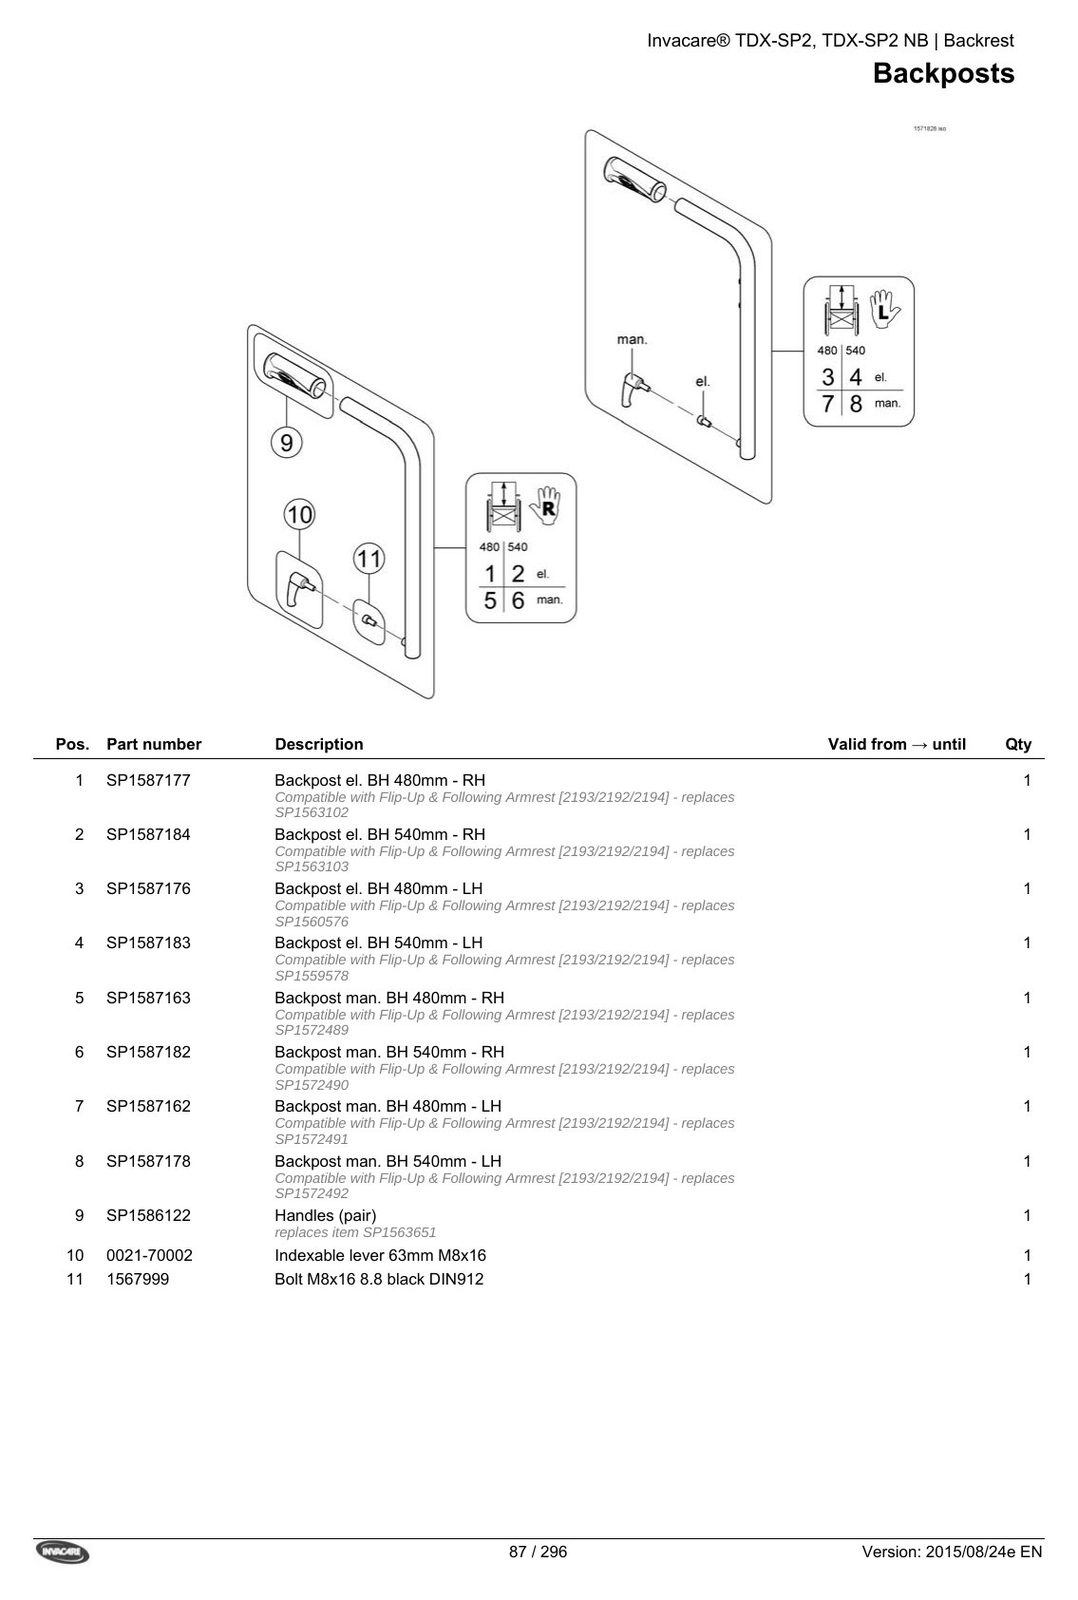 Invacare® TDX-SP2, TDX-SP2 NB | Backrest
Backposts
1571828 iso
man.
el.
L
480 540
3 4 el.
7 8 man.
9
10
11
R
480 540
1 2 el.
5 6 man.
Pos. Part number Description Valid from → until Qty
1 SP1587177 Backpost el. BH 480mm - RH 1
Compatible with Flip-Up & Following Armrest [2193/2192/2194] - replaces
SP1563102
2 SP1587184 Backpost el. BH 540mm - RH 1
Compatible with Flip-Up & Following Armrest [2193/2192/2194] - replaces
SP1563103
3 SP1587176 Backpost el. BH 480mm - LH 1
Compatible with Flip-Up & Following Armrest [2193/2192/2194] - replaces
SP1560576
4 SP1587183 Backpost el. BH 540mm - LH 1
Compatible with Flip-Up & Following Armrest [2193/2192/2194] - replaces
SP1559578
5 SP1587163 Backpost man. BH 480mm - RH 1
Compatible with Flip-Up & Following Armrest [2193/2192/2194] - replaces
SP1572489
6 SP1587182 Backpost man. BH 540mm - RH 1
Compatible with Flip-Up & Following Armrest [2193/2192/2194] - replaces
SP1572490
7 SP1587162 Backpost man. BH 480mm - LH 1
Compatible with Flip-Up & Following Armrest [2193/2192/2194] - replaces
SP1572491
8 SP1587178 Backpost man. BH 540mm - LH 1
Compatible with Flip-Up & Following Armrest [2193/2192/2194] - replaces
SP1572492
9 SP1586122 Handles (pair) 1
replaces item SP1563651
10 0021-70002 Indexable lever 63mm M8x16 1
11 1567999 Bolt M8x16 8.8 black DIN912 1
INVACARE 87 / 296 Version: 2015/08/24e EN